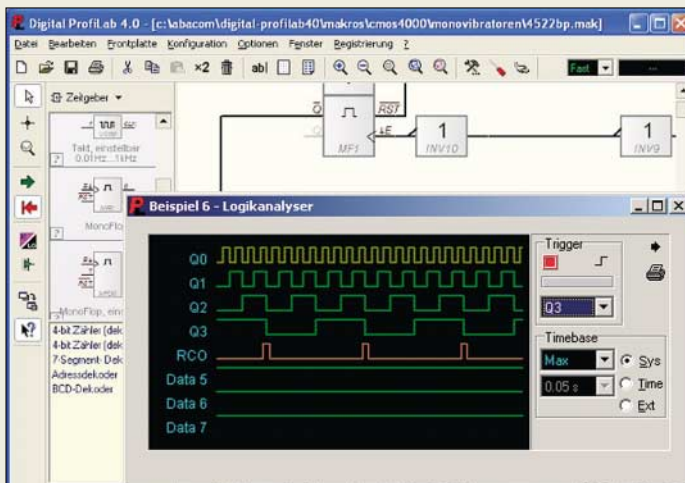 Digital ProfiLab 4.0 - [c:\abacom\digital-profilab40\makros\cmos4000\monovibratoren\4522bp.mak]
Datei Bearbeiten Frontplatte Konfiguration Optionen Fenster Registrierung ?
×2 abl Fast --
Zeitgeber
Takt, einstellbar
0.01Hz...1kHz
MonoFlo
MonoFlop, ein
4-bit Zähler (dek
4-bit Zähler (dek
7-Segment- Dek
Adressdekoder
BCD-Dekoder
Q
RST
MF1
1
INV10
1
INV9
Beispiel 6 - Logikanalyser
Q0
Q1
Q2
Q3
RCO
Data 5
Data 6
Data 7
Trigger
Q3
Timebase
Max
Sys
0.05 s
Time
Ext